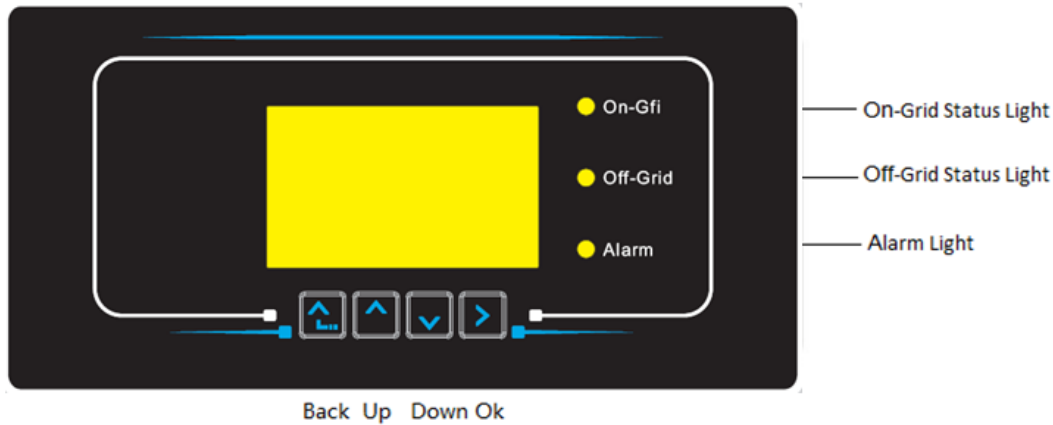 On-Gfi
On-Grid Status Light
Off-Grid
Off-Grid Status Light
Alarm
Alarm Light
Back Up Down Ok